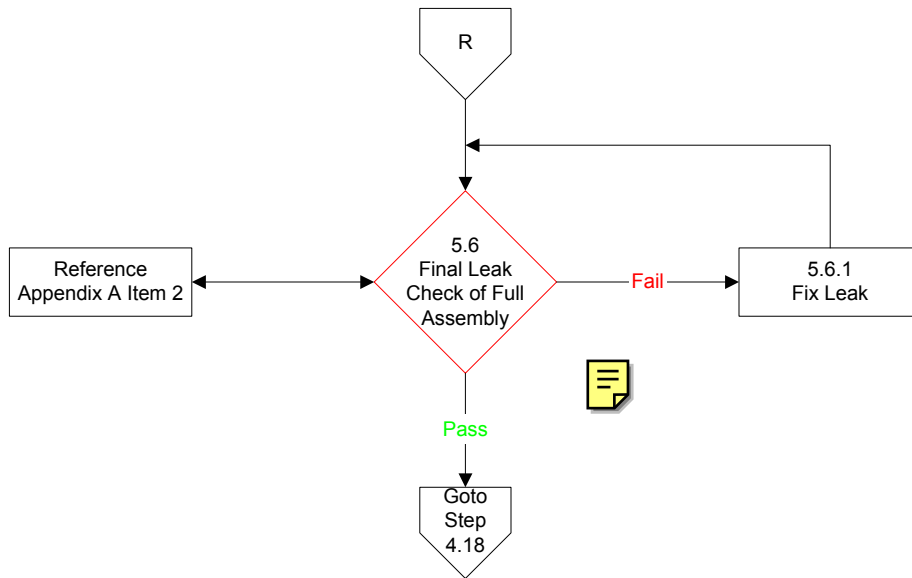 R
Reference
Appendix A Item 2
5.6
Final Leak
Check of Full
Assembly
Fail
5.6.1
Fix Leak
Pass
Goto
Step
4.18